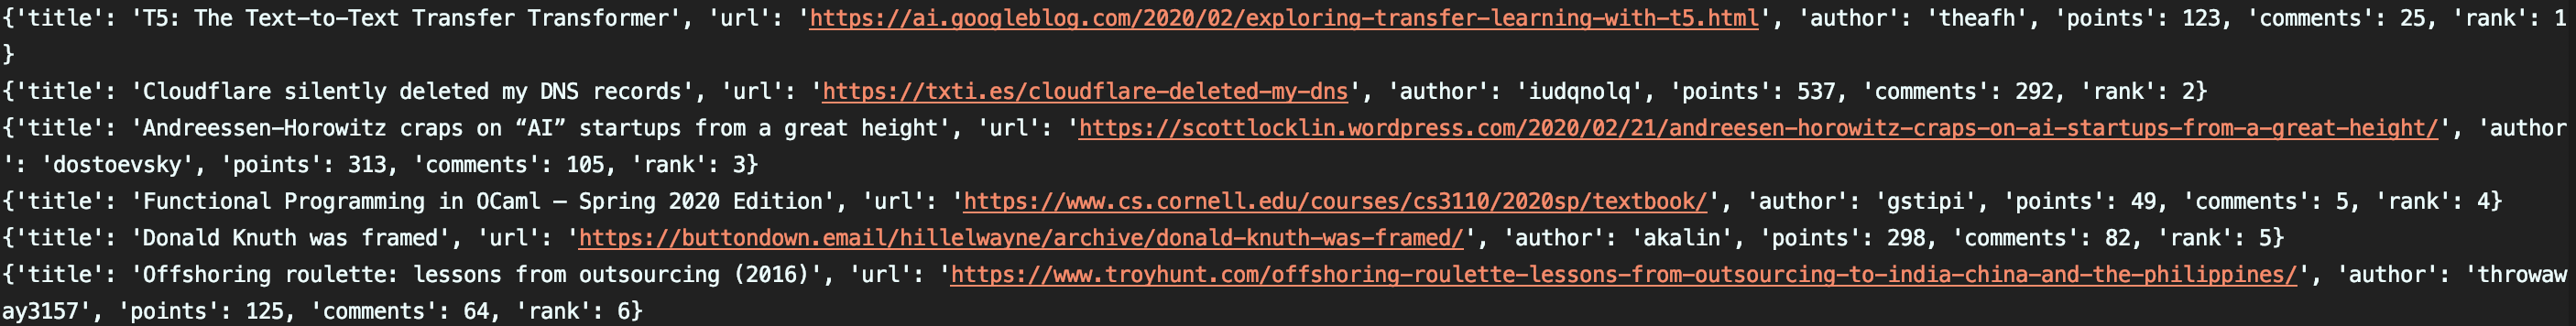 {'title': 'T5: The Text-to-Text Transfer Transformer', 'url': 'https://ai.googleblog.com/2020/02/exploring-transfer-learning-with-t5.html', 'author': 'theafh', 'points': 123, 'comments': 25, 'rank': 1
}
{'title': 'Cloudflare silently deleted my DNS records', 'url': 'https://txti.es/cloudflare-deleted-my-dns', 'author': 'iudqnolq', 'points': 537, 'comments': 292, 'rank': 2}
{'title': 'Andreessen-Horowitz craps on “AI” startups from a great height', 'url': 'https://scottlocklin.wordpress.com/2020/02/21/andreesen-horowitz-craps-on-ai-startups-from-a-great-height/', 'author
': 'dostoevsky', 'points': 313, 'comments': 105, 'rank': 3}
{'title': 'Functional Programming in OCaml – Spring 2020 Edition', 'url': 'https://www.cs.cornell.edu/courses/cs3110/2020sp/textbook/', 'author': 'gstipi', 'points': 49, 'comments': 5, 'rank': 4}
{'title': 'Donald Knuth was framed', 'url': 'https://buttondown.email/hillelwayne/archive/donald-knuth-was-framed/', 'author': 'akalin', 'points': 298, 'comments': 82, 'rank': 5}
{'title': 'Offshoring roulette: lessons from outsourcing (2016)', 'url': 'https://www.troyhunt.com/offshoring-roulette-lessons-from-outsourcing-to-india-china-and-the-philippines/', 'author': 'throwaw
ay3157', 'points': 125, 'comments': 64, 'rank': 6}